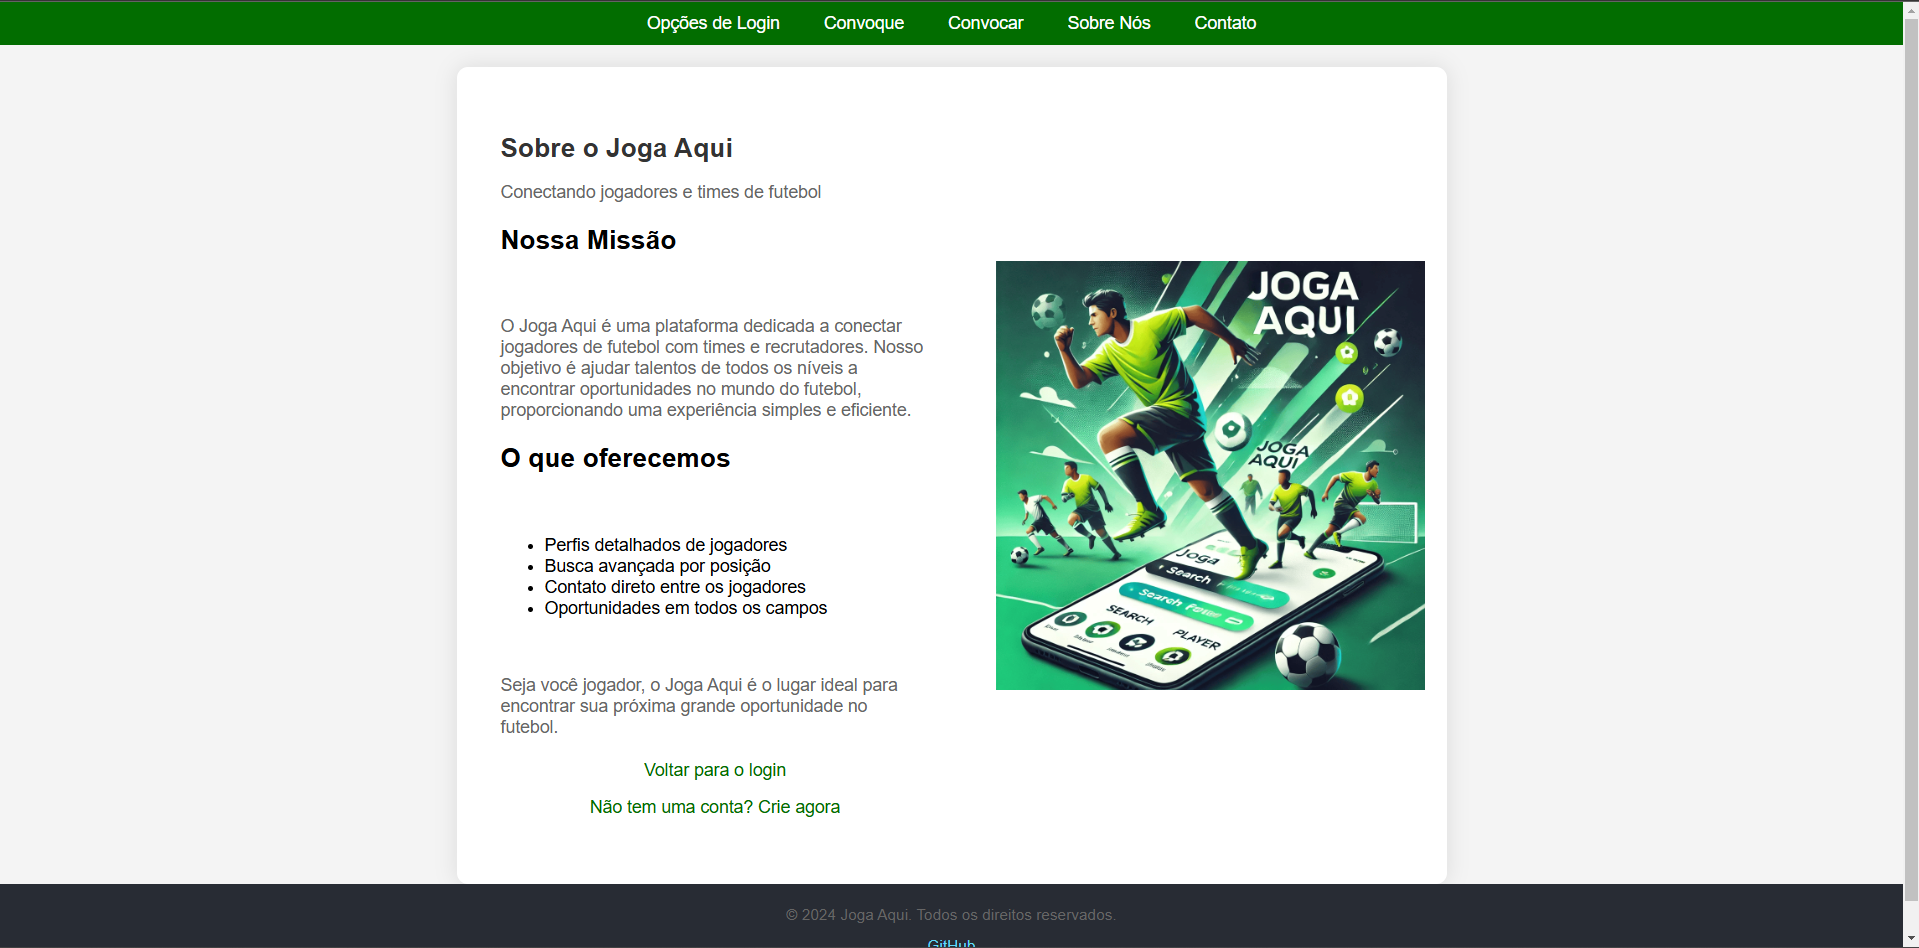 Opções de Login Convoque Convocar Sobre Nós Contato
Sobre o Joga Aqui
Conectando jogadores e times de futebol
Nossa Missão
O Joga Aqui é uma plataforma dedicada a conectar
jogadores de futebol com times e recrutadores. Nosso
objetivo é ajudar talentos de todos os níveis a
encontrar oportunidades no mundo do futebol,
proporcionando uma experiência simples e eficiente.
O que oferecemos
Perfis detalhados de jogadores
Busca avançada por posição
Contato direto entre os jogadores
Oportunidades em todos os campos
Seja você jogador, o Joga Aqui é o lugar ideal para
encontrar sua próxima grande oportunidade no
futebol.
Voltar para o login
Não tem uma conta? Crie agora
JOGA
AQUI
JOGA
AQUI
Joga
Search
Search
SEARCH PLAYER
© 2024 Joga Aqui. Todos os direitos reservados.
GitHub